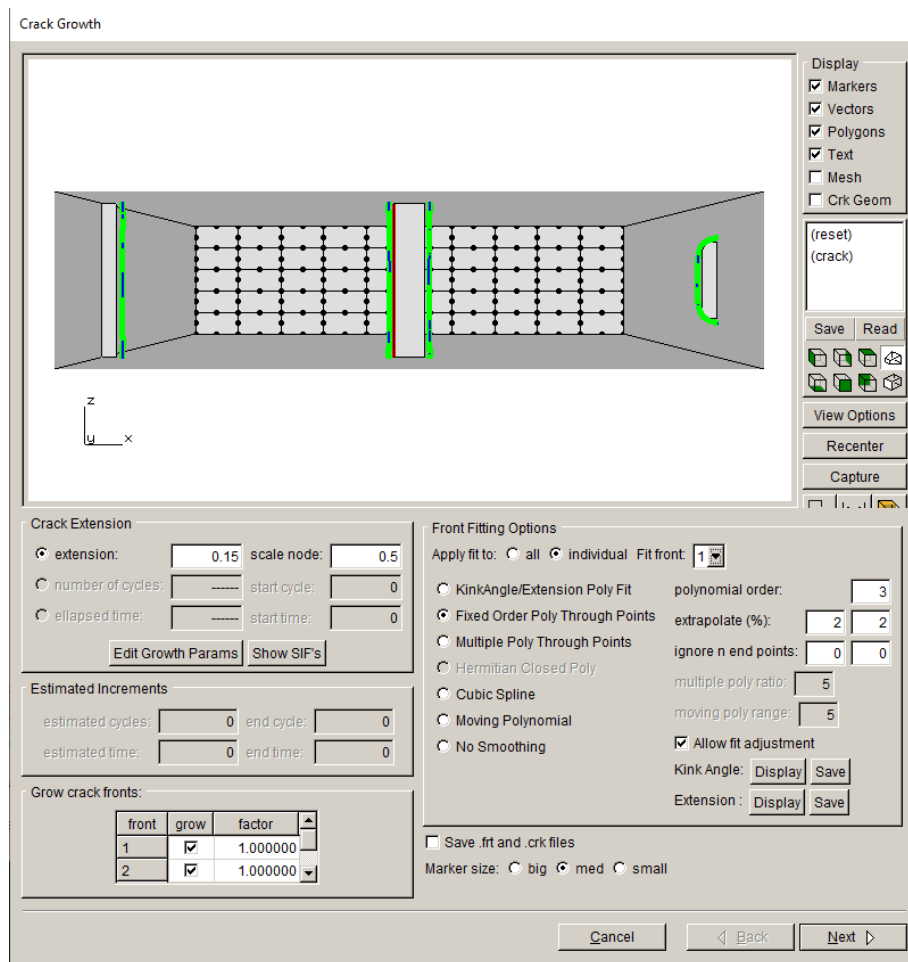 Crack Growth
Display
Markers
Vectors
Polygons
Text
Mesh
Crk Geom
(reset)
(crack)
Save Read
View Options
Recenter
Capture
z
y x
Crack Extension
extension: 0.15 scale node: 0.5
number of cycles: ------ start cycle: 0
ellapsed time: ------ start time: 0
Edit Growth Params Show SIF's
Estimated Increments
estimated cycles: 0 end cycle: 0
estimated time: 0 end time: 0
Grow crack fronts:
front grow factor
1 1.000000
2 1.000000
Front Fitting Options
Apply fit to: all individual Fit front: 1
KinkAngle/Extension Poly Fit
Fixed Order Poly Through Points
Multiple Poly Through Points
Hermitian Closed Poly
Cubic Spline
Moving Polynomial
No Smoothing
polynomial order: 3
extrapolate (%): 2 2
ignore n end points: 0 0
multiple poly ratio: 5
moving poly range: 5
Allow fit adjustment
Kink Angle: Display Save
Extension : Display Save
Save .frt and .crk files
Marker size: big med small
Cancel Back Next